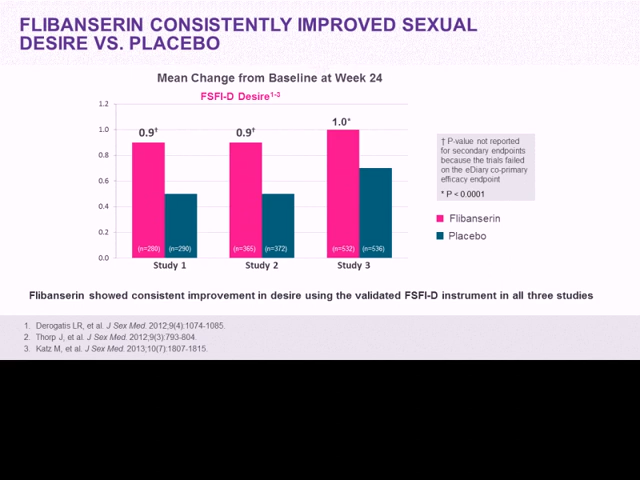 FLIBANSERIN CONSISTENTLY IMPROVED SEXUAL
DESIRE VS. PLACEBO
Mean Change from Baseline at Week 24
FSFI-D Desire¹⁻³
1.2
1.0
0.8
0.6
0.4
0.2
0.0
0.9†
0.9†
1.0*
(n=280)
(n=290)
(n=365)
(n=372)
(n=532)
(n=536)
Study 1
Study 2
Study 3
† P-value not reported
for secondary endpoints
because the trials failed
on the eDiary co-primary
efficacy endpoint
* P < 0.0001
Flibanserin
Placebo
Flibanserin showed consistent improvement in desire using the validated FSFI-D instrument in all three studies
1. Derogatis LR, et al. J Sex Med. 2012;9(4):1074-1085.
2. Thorp J, et al. J Sex Med. 2012;9(3):793-804.
3. Katz M, et al. J Sex Med. 2013;10(7):1807-1815.